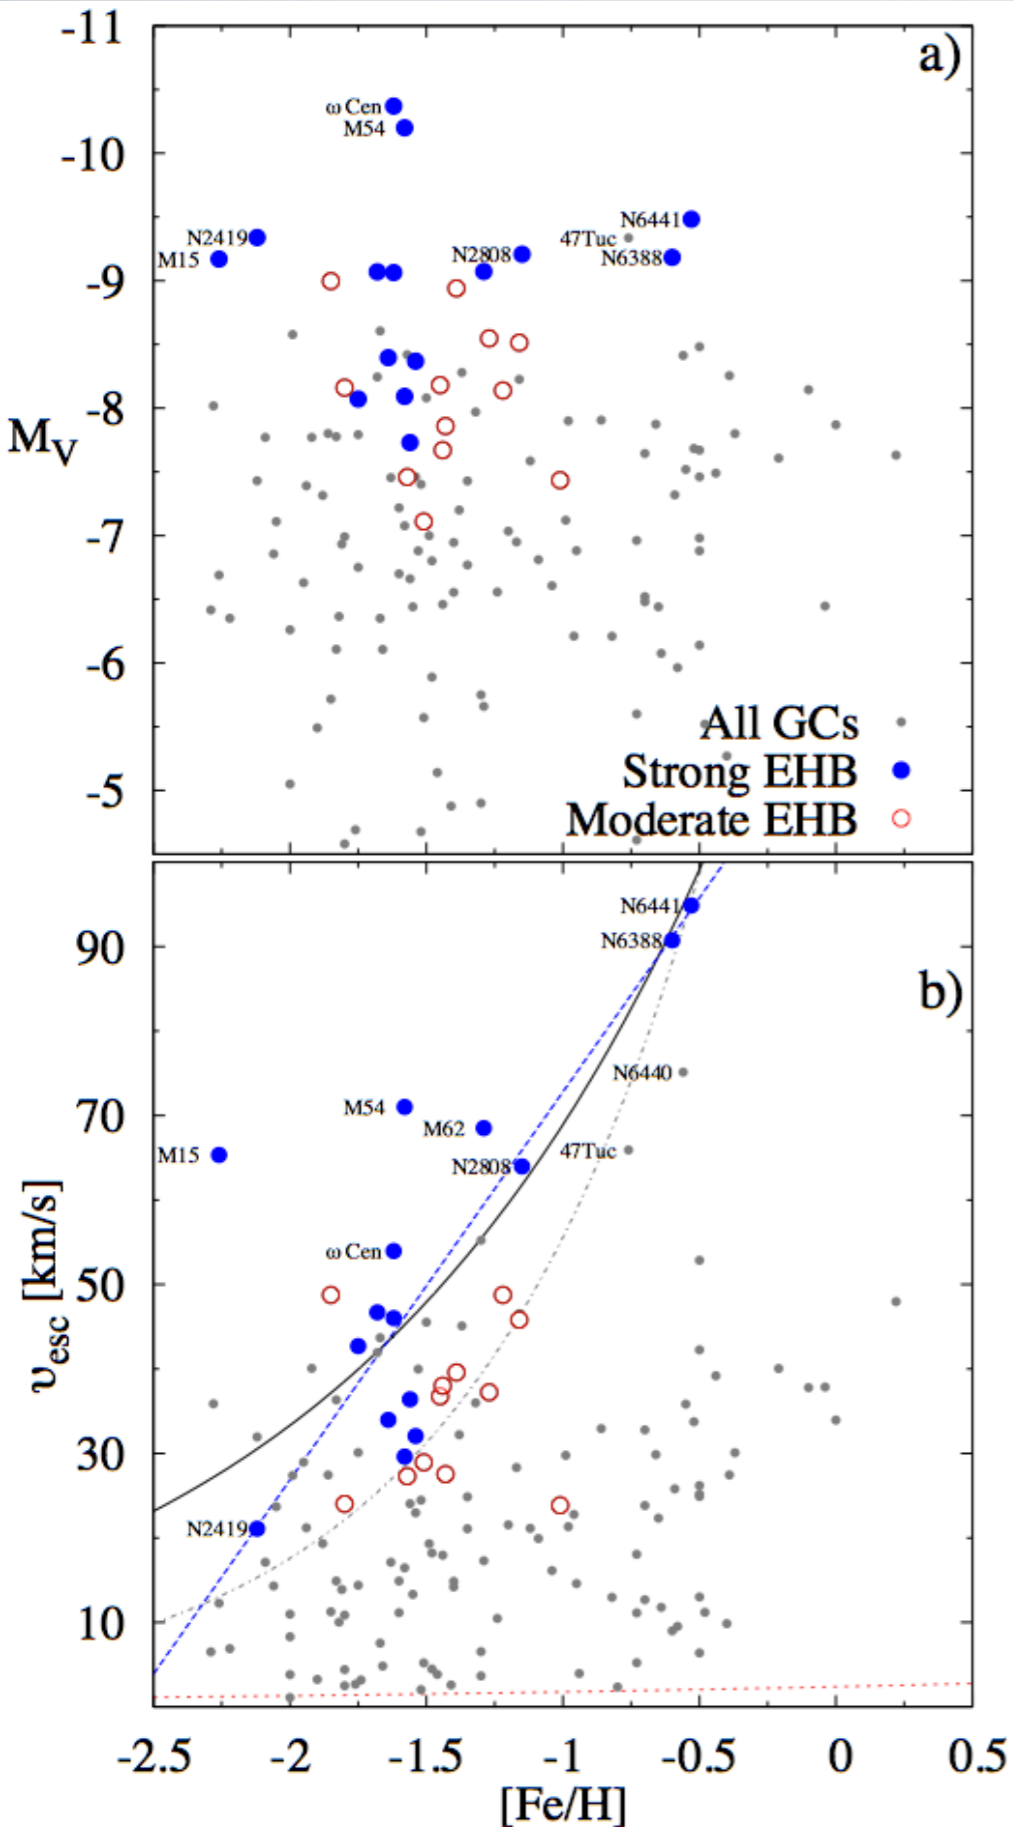 -11
a)
ω Cen
M54
-10
N6441
N2419
47Tuc
N2808
N6388
M15
-9
-8
M_V
-7
-6
All GCs
Strong EHB
-5
Moderate EHB
N6441
N6388
90
b)
N6440
M54
70
M62
47Tuc
M15
N2808
ω Cen
50
υ_esc [km/s]
30
N2419
10
-2.5 -2 -1.5 -1 -0.5 0 0.5
[Fe/H]